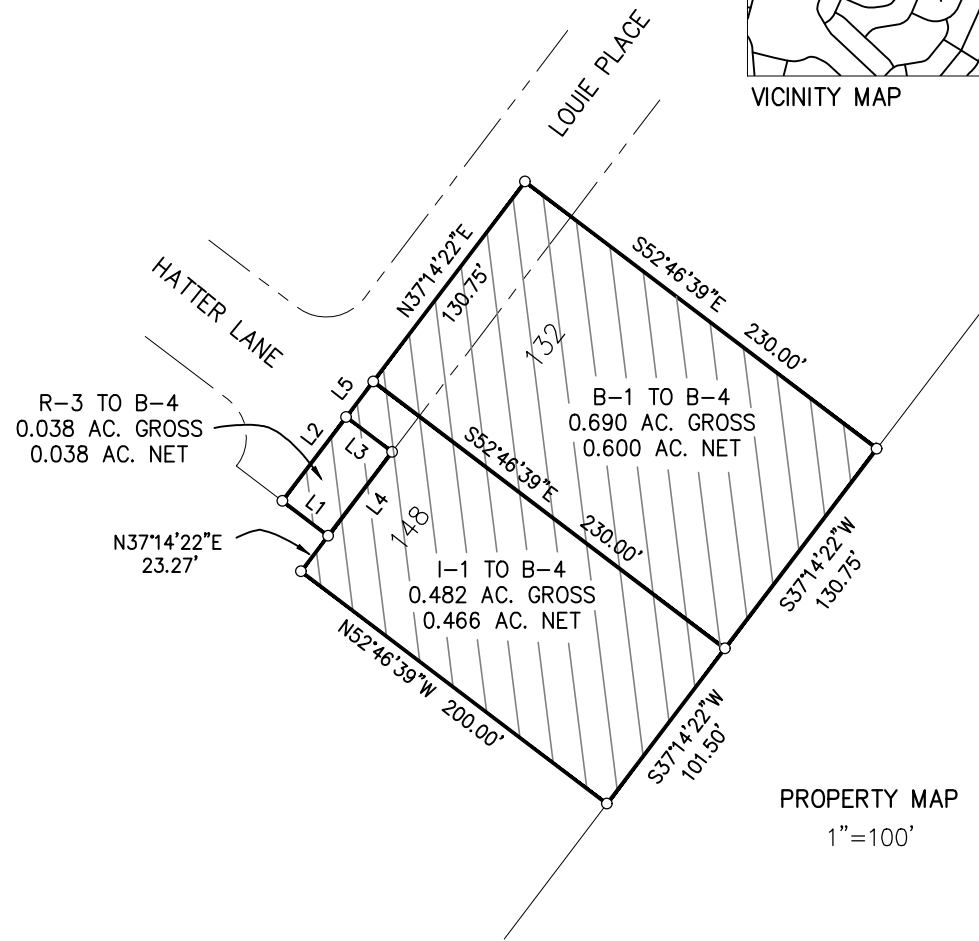 LOUIE PLACE
VICINITY MAP
HATTER LANE
N37°14'22"E
130.75'
S52°46'39"E
230.00'
132
B-1 TO B-4
0.690 AC. GROSS
0.600 AC. NET
R-3 TO B-4
0.038 AC. GROSS
0.038 AC. NET
L5
L2
L3
L1
L4
148
S52°46'39"E
230.00'
N37°14'22"E
23.27'
I-1 TO B-4
0.482 AC. GROSS
0.466 AC. NET
S37°14'22"W
130.75'
N52°46'39"W 200.00'
S37°14'22"W
101.50'
PROPERTY MAP
1"=100'